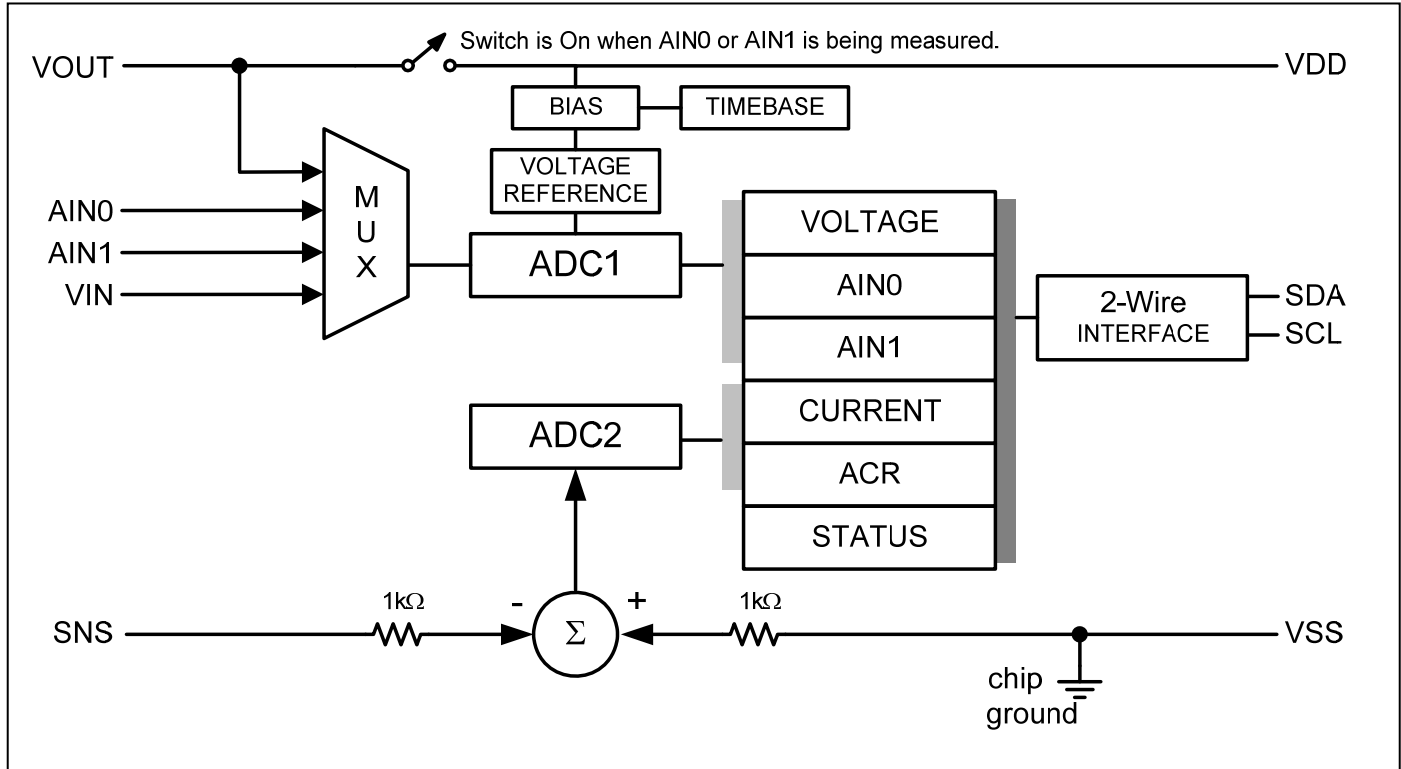 Switch is On when AIN0 or AIN1 is being measured.
VOUT
VDD
BIAS
TIMEBASE
VOLTAGE
REFERENCE
M
U
X
AIN0
AIN1
VIN
ADC1
VOLTAGE
AIN0
AIN1
CURRENT
ACR
STATUS
2-Wire
INTERFACE
SDA
SCL
ADC2
SNS
1kΩ
-
Σ
+
1kΩ
VSS
chip
ground